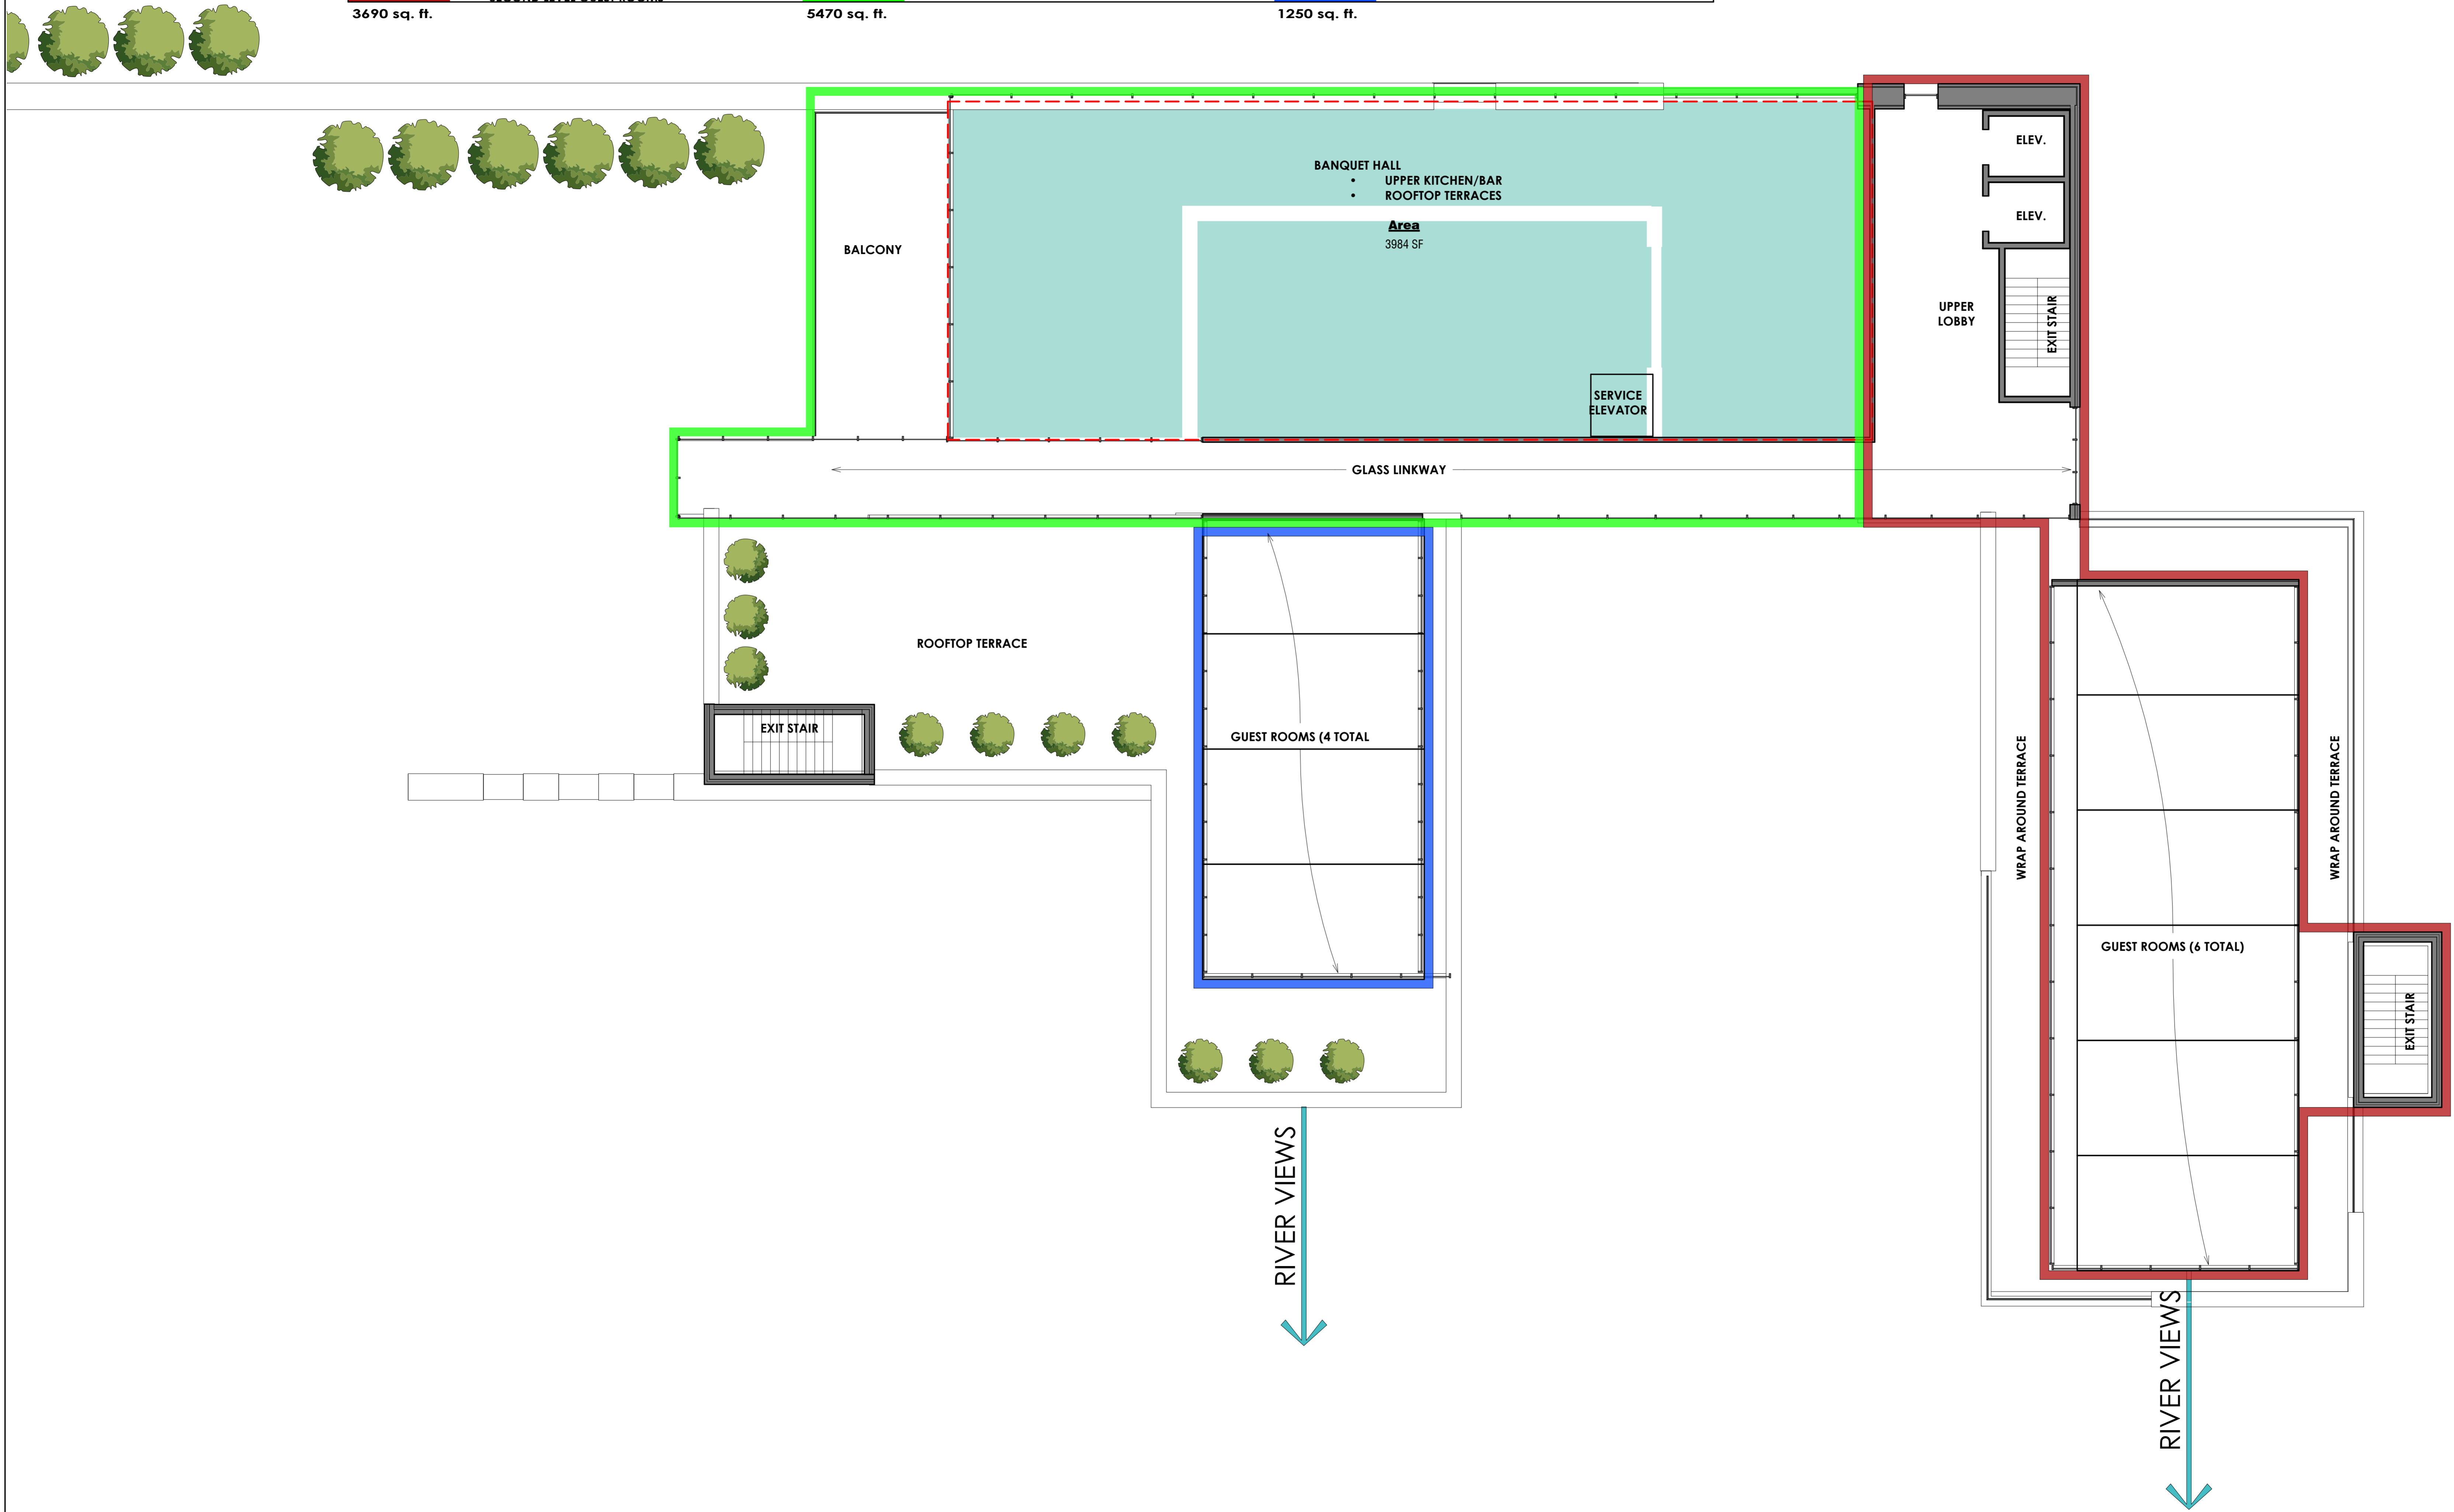 3690 sq. ft.
5470 sq. ft.
1250 sq. ft.
BANQUET HALL
• UPPER KITCHEN/BAR
• ROOFTOP TERRACES
Area
3984 SF
BALCONY
ELEV.
ELEV.
UPPER
LOBBY
EXIT STAIR
SERVICE
ELEVATOR
GLASS LINKWAY
ROOFTOP TERRACE
EXIT STAIR
GUEST ROOMS (4 TOTAL
WRAP AROUND TERRACE
WRAP AROUND TERRACE
GUEST ROOMS (6 TOTAL)
EXIT STAIR
RIVER VIEWS
RIVER VIEWS